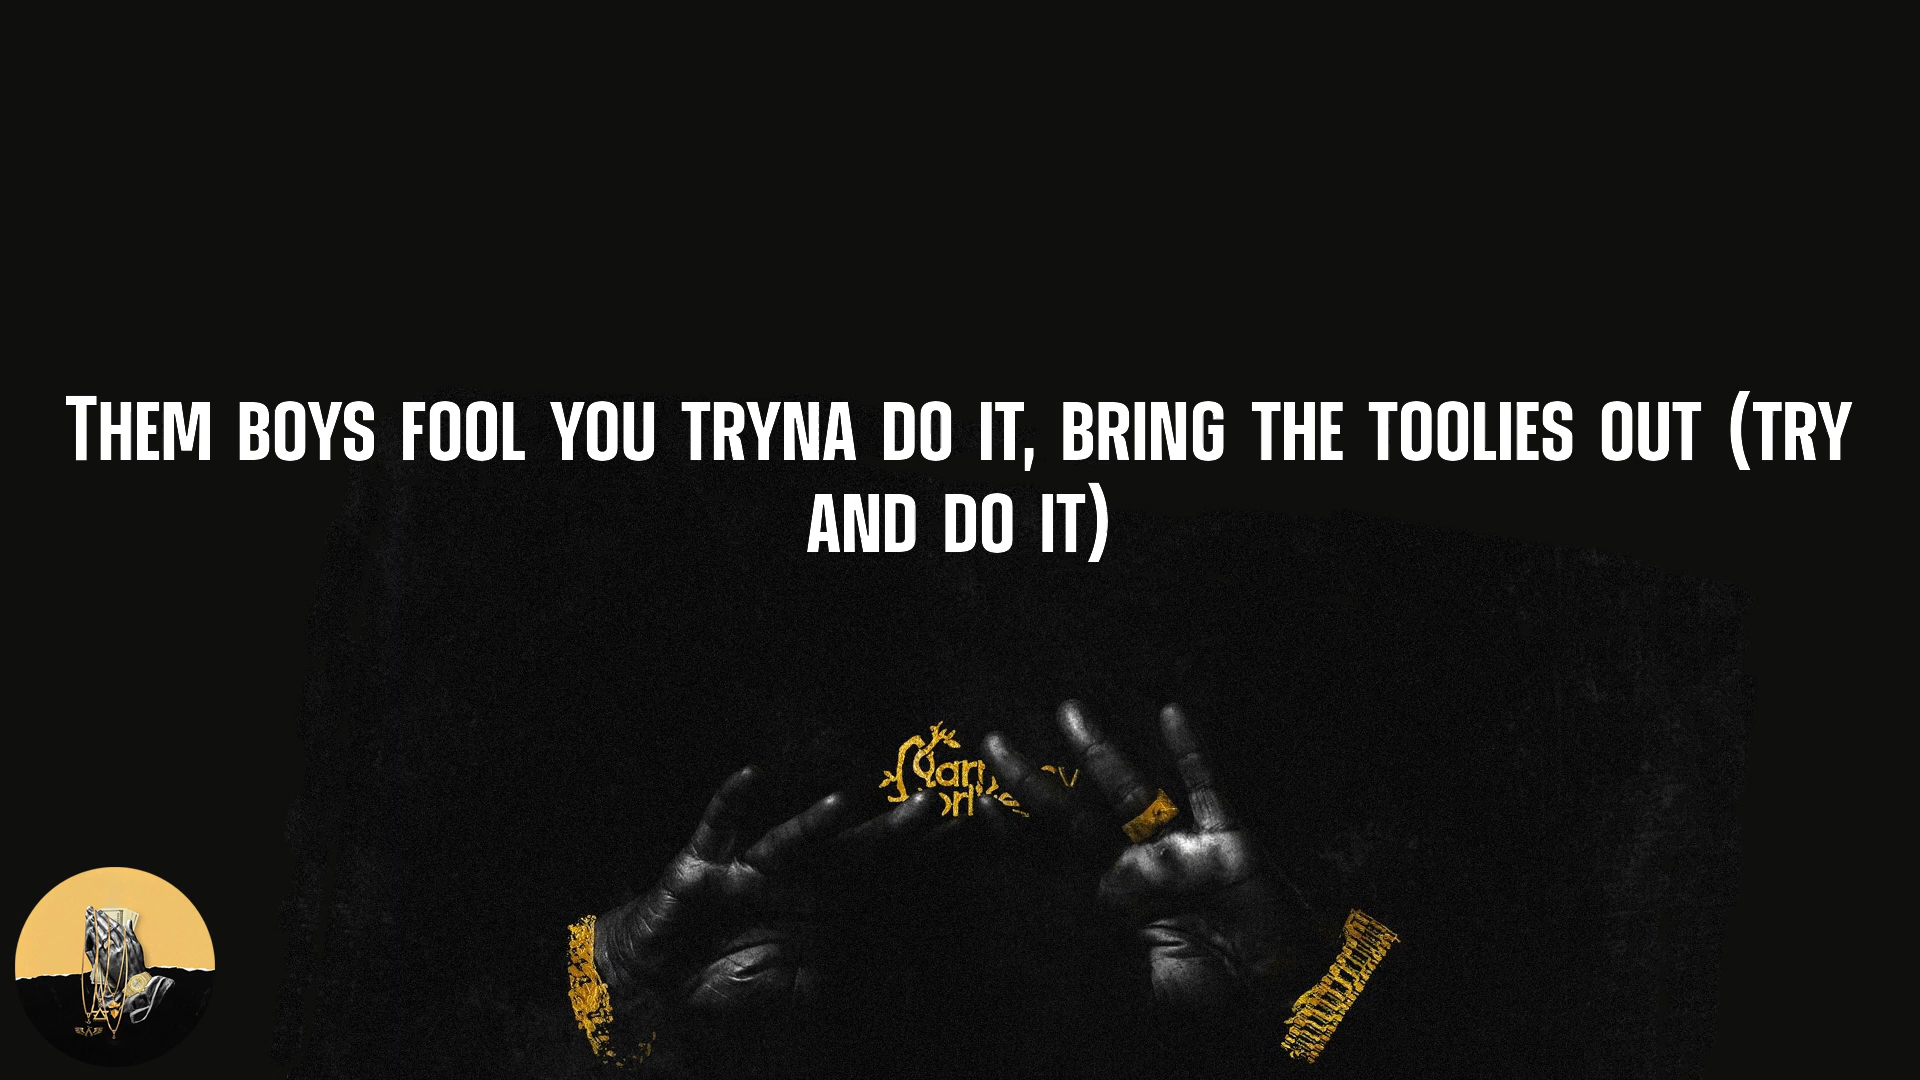 Them boys fool you tryna do it, bring the toolies out (try
and do it)